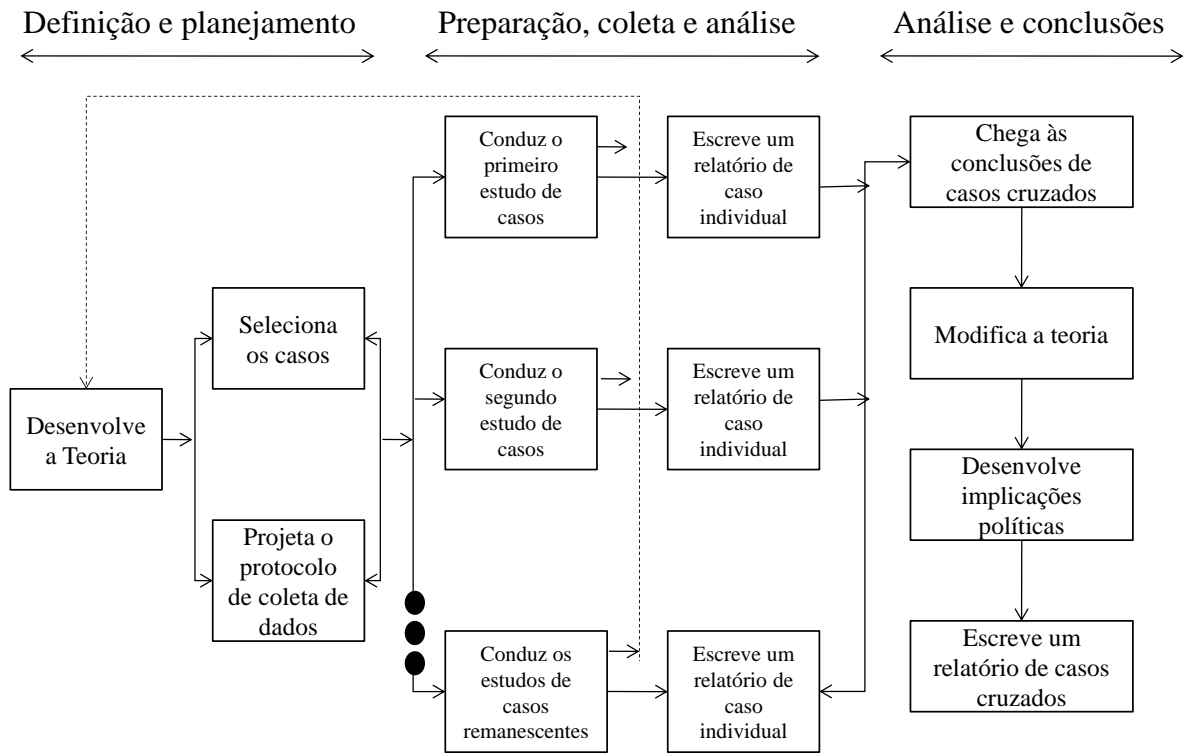 Definição e planejamento
Preparação, coleta e análise
Análise e conclusões
Conduz o
primeiro
estudo de
casos
Escreve um
relatório de
caso
individual
Chega às
conclusões de
casos cruzados
Seleciona
os casos
Modifica a teoria
Desenvolve
a Teoria
Conduz o
segundo
estudo de
casos
Escreve um
relatório de
caso
individual
Desenvolve
implicações
políticas
Projeta o
protocolo
de coleta de
dados
Conduz os
estudos de
casos
remanescentes
Escreve um
relatório de
caso
individual
Escreve um
relatório de casos
cruzados